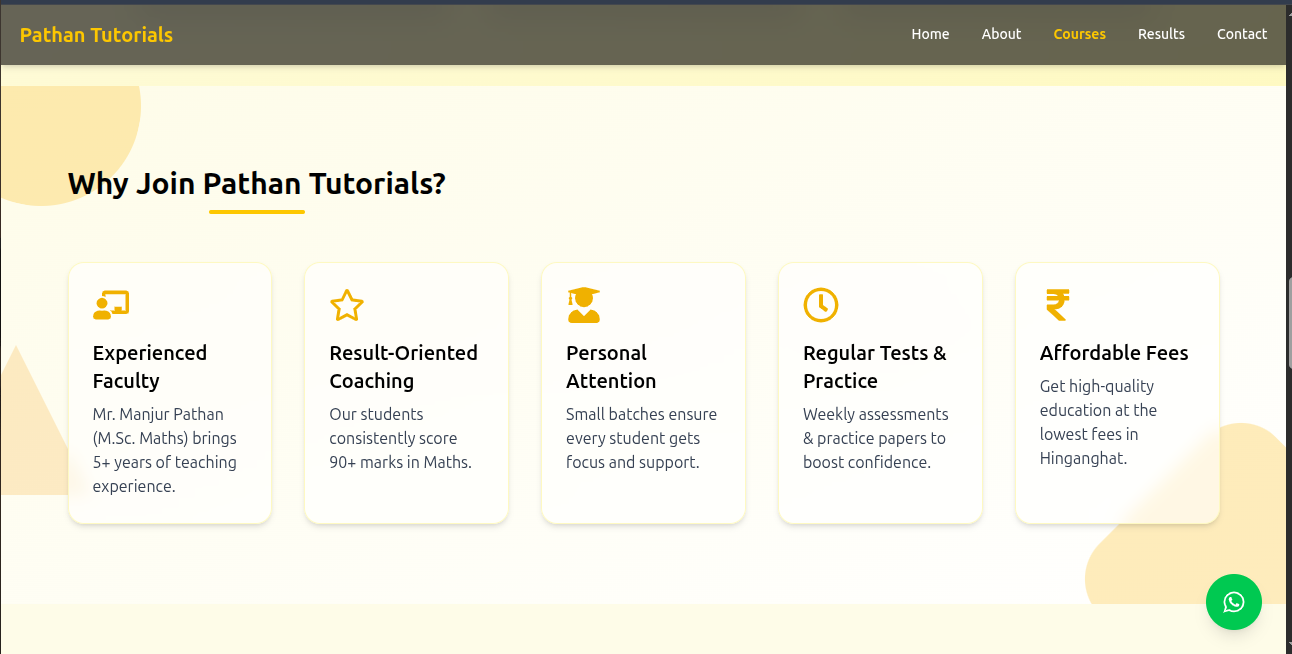 Pathan Tutorials
Home About Courses Results Contact
Why Join Pathan Tutorials?
Experienced
Faculty
Mr. Manjur Pathan
(M.Sc. Maths) brings
5+ years of teaching
experience.
Result-Oriented
Coaching
Our students
consistently score
90+ marks in Maths.
Personal
Attention
Small batches ensure
every student gets
focus and support.
Regular Tests &
Practice
Weekly assessments
& practice papers to
boost confidence.
₹
Affordable Fees
Get high-quality
education at the
lowest fees in
Hinganghat.